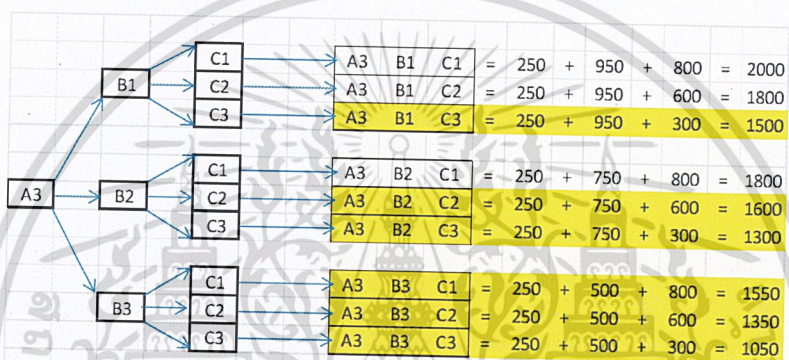 C1
A3 B1 C1 = 250 + 950 + 800 = 2000
B1 C2
A3 B1 C2 = 250 + 950 + 600 = 1800
C3
A3 B1 C3 = 250 + 950 + 300 = 1500
C1
A3 B2 C1 = 250 + 750 + 800 = 1800
A3 B2 C2
A3 B2 C2 = 250 + 750 + 600 = 1600
C3
A3 B2 C3 = 250 + 750 + 300 = 1300
C1
A3 B3 C1 = 250 + 500 + 800 = 1550
B3 C2
A3 B3 C2 = 250 + 500 + 600 = 1350
C3
A3 B3 C3 = 250 + 500 + 300 = 1050